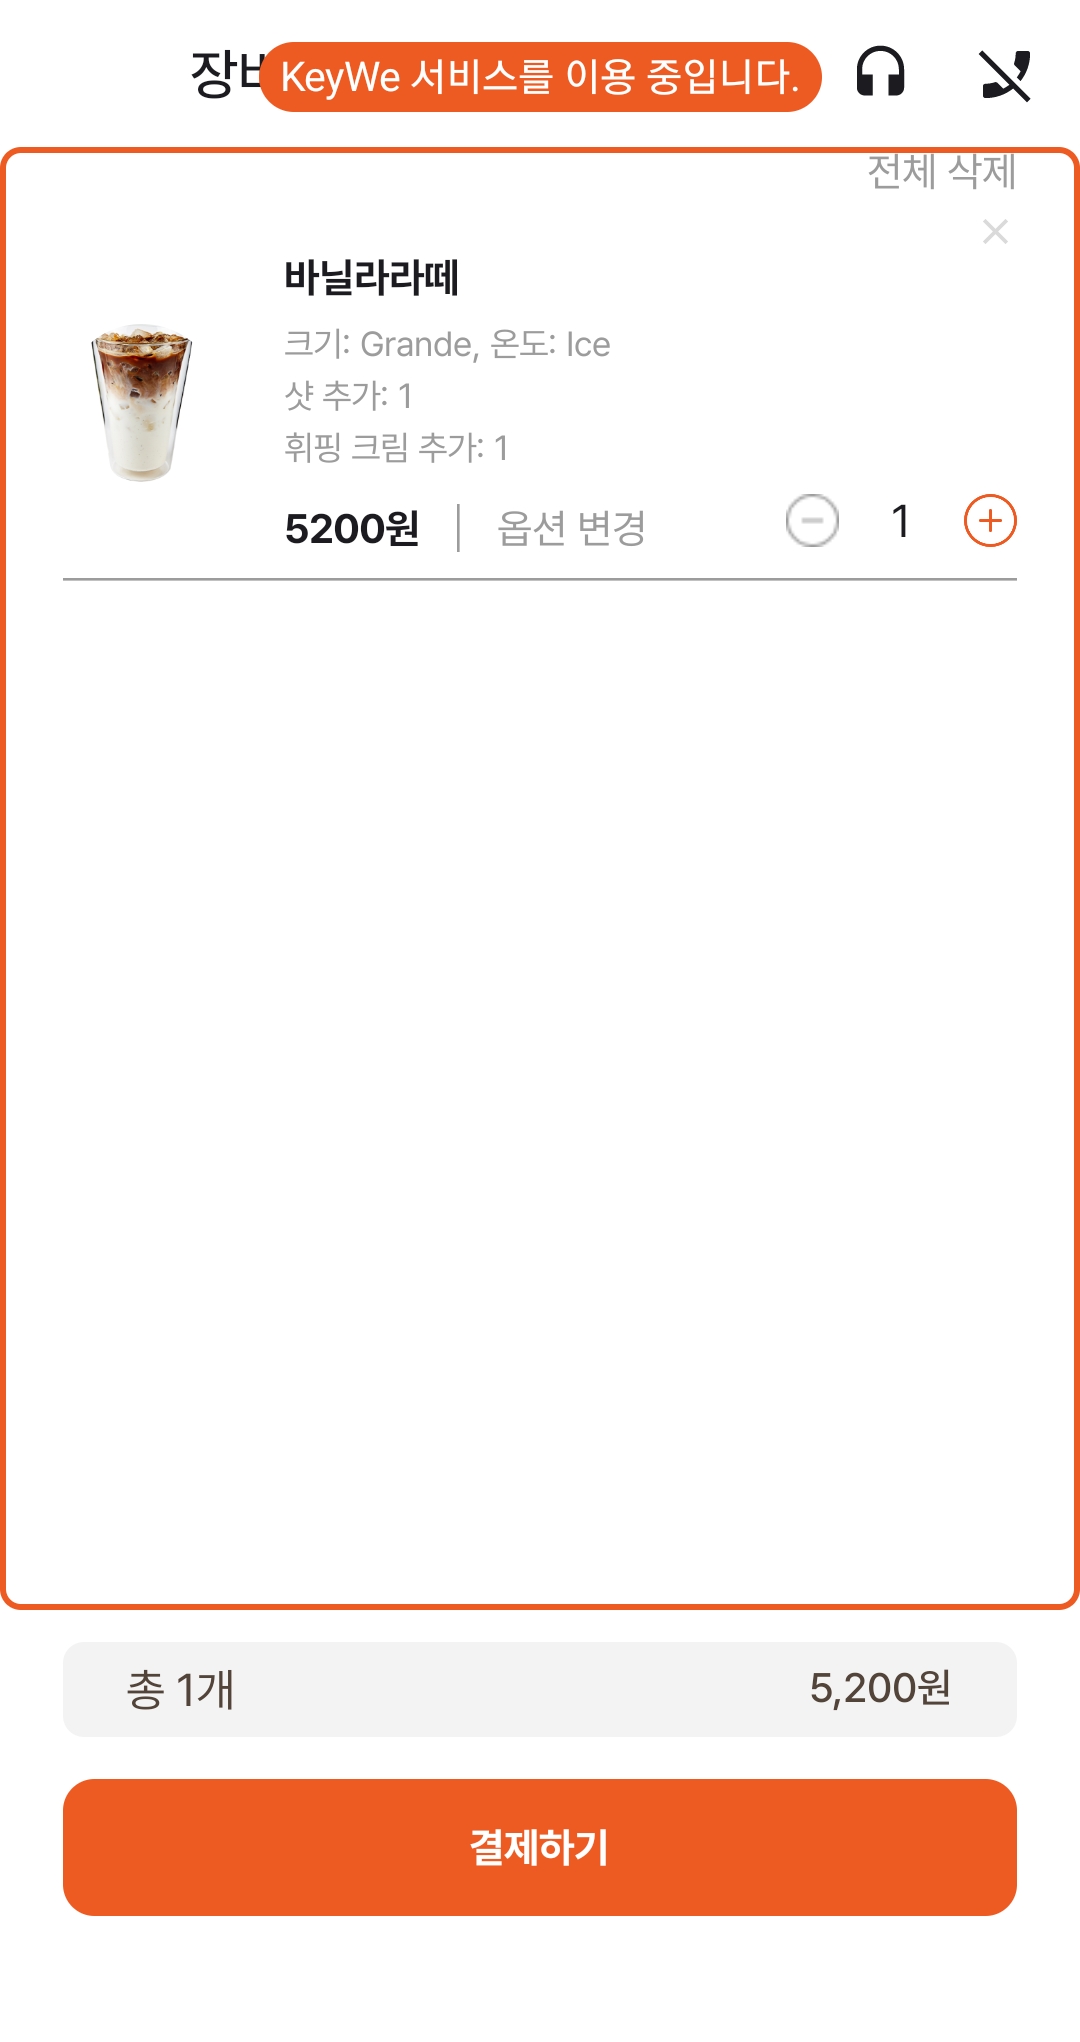 장
KeyWe 서비스를 이용 중입니다.
전체 삭제
바닐라라떼
크기: Grande, 온도: Ice
샷 추가: 1
휘핑 크림 추가: 1
5200원 | 옵션 변경
1
총 1개
5,200원
결제하기